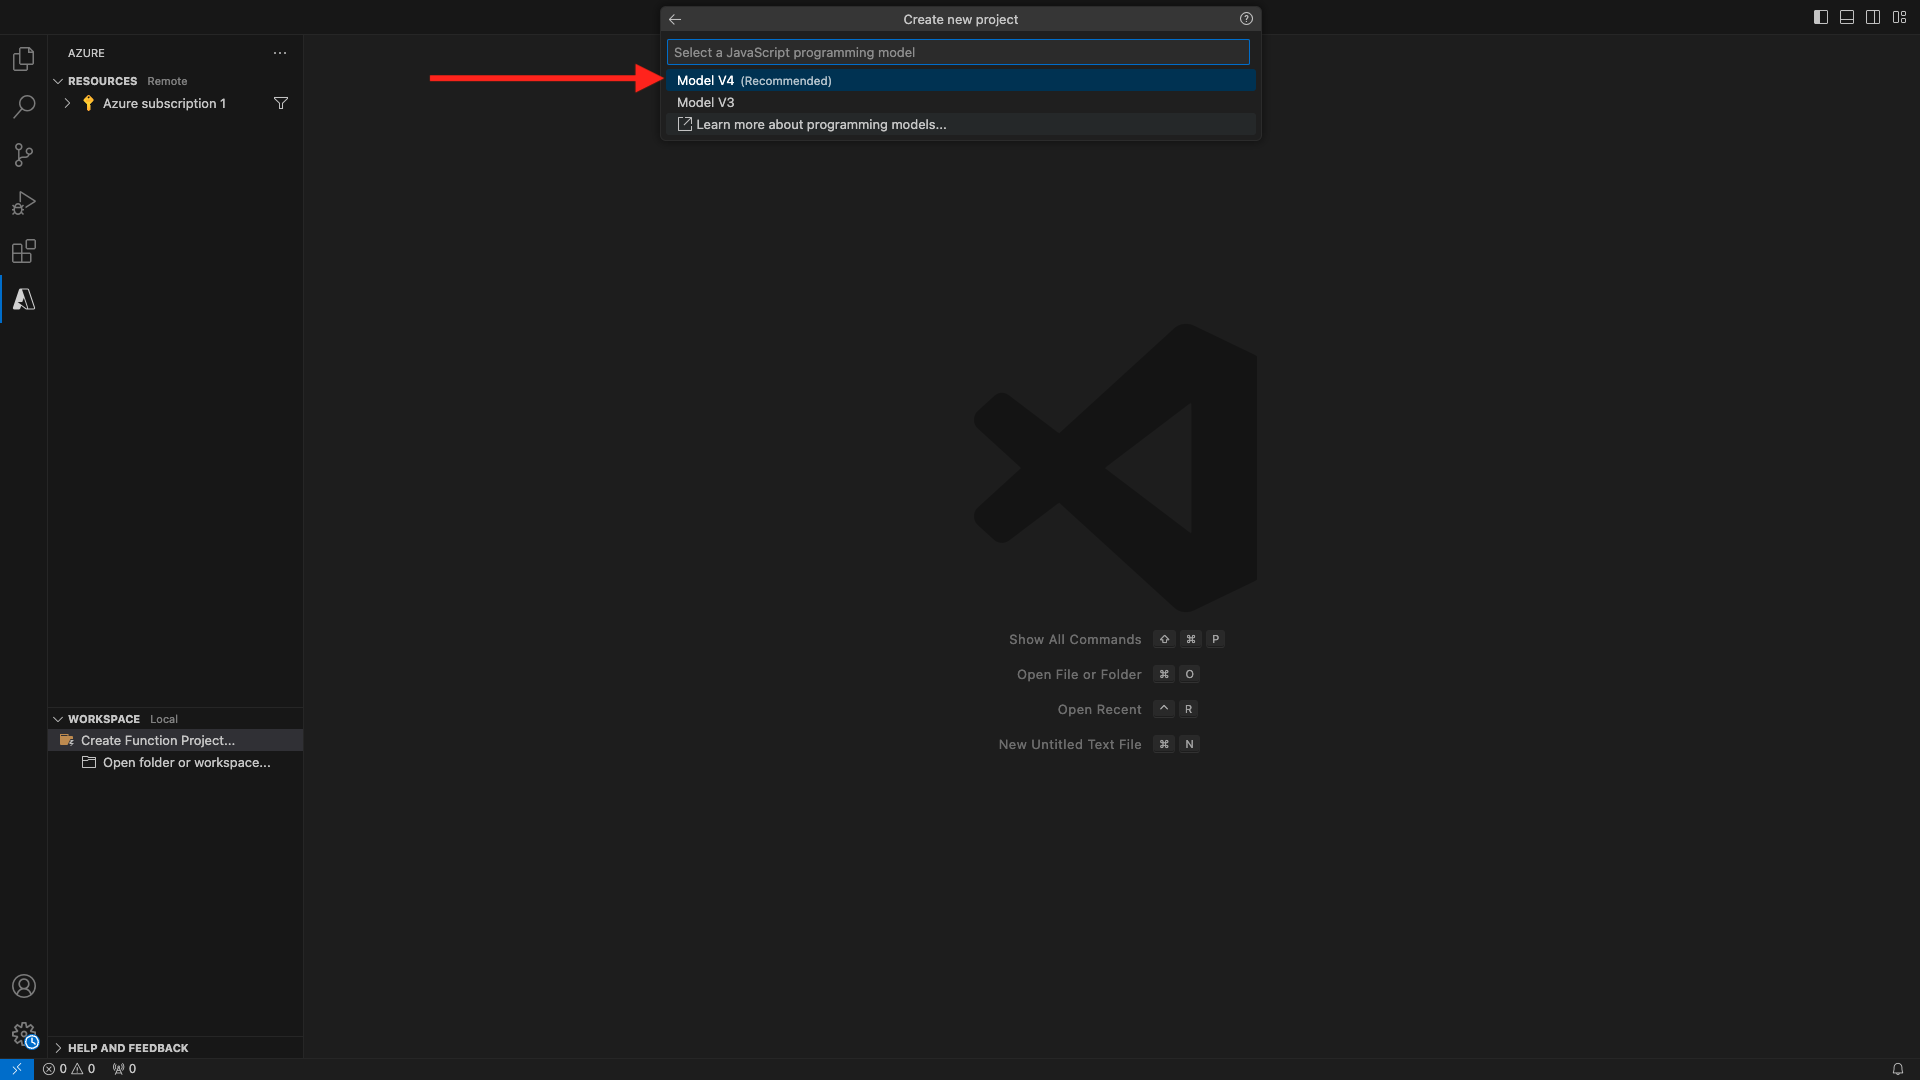 Create new project
AZURE
Select a JavaScript programming model
RESOURCES Remote
Model V4 (Recommended)
Azure subscription 1
Model V3
Learn more about programming models...
Show All Commands ⇧ ⌘ P
Open File or Folder ⌘ O
Open Recent ^ R
WORKSPACE Local
Create Function Project...
New Untitled Text File ⌘ N
Open folder or workspace...
HELP AND FEEDBACK
0 0 0